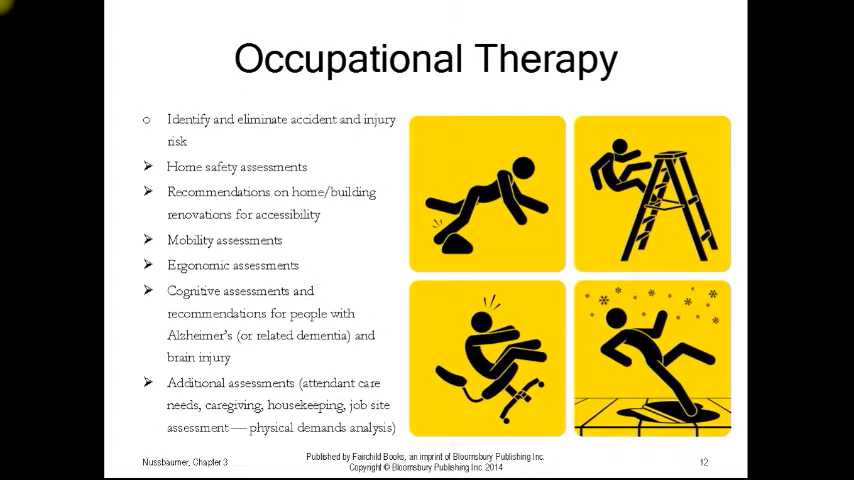 Occupational Therapy
Identify and eliminate accident and injury
risk
Home safety assessments
Recommendations on home/building
renovations for accessibility
Mobility assessments
Ergonomic assessments
Cognitive assessments and
recommendations for people with
Alzheimer's (or related dementia) and
brain injury
Additional assessments (attendant care
needs, caregiving, housekeeping, job site
assessment — physical demands analysis)
Nussbaumer, Chapter 3
Published by Fairchild Books, an imprint of Bloomsbury Publishing Inc.
Copyright © Bloomsbury Publishing Inc. 2014
12